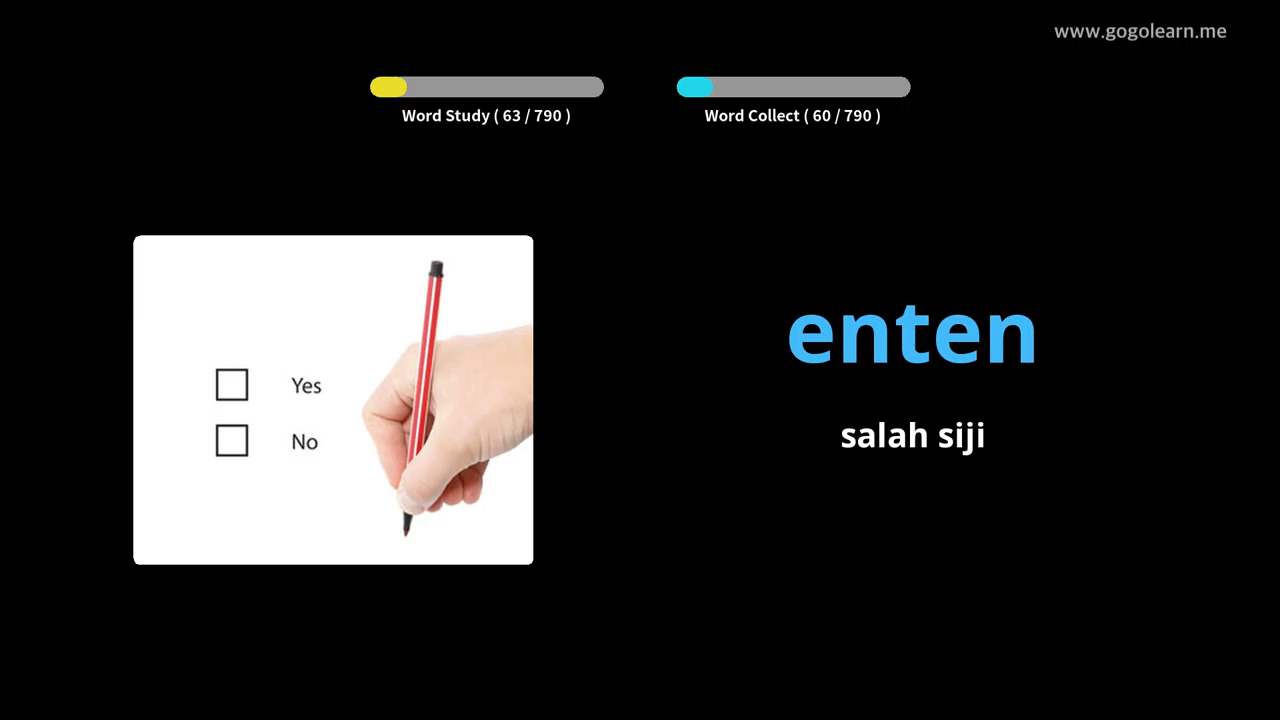 www.gogolearn.me
Word Study ( 63 / 790 )
Word Collect ( 60 / 790 )
Yes
No
enten
salah siji